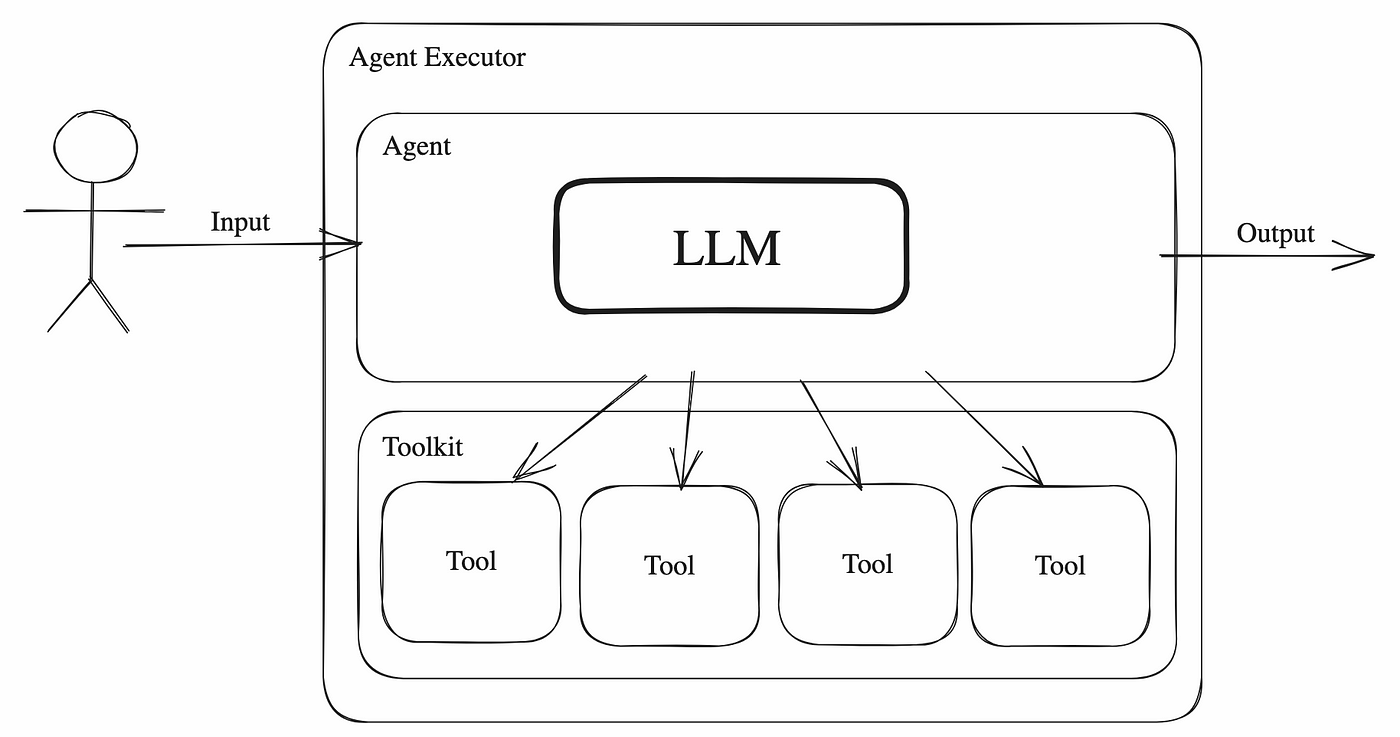 Agent Executor
Agent
Input
LLM
Output
Toolkit
Tool
Tool
Tool
Tool